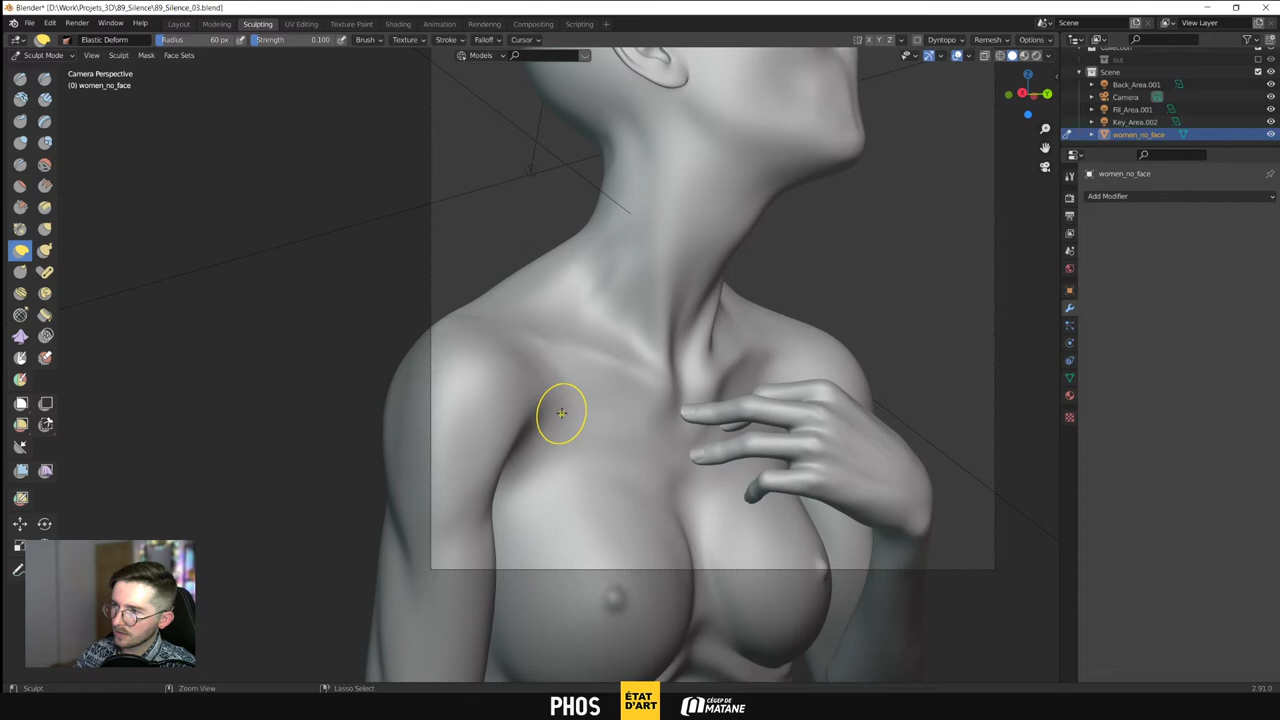 Blender* [D:\Work\Projets_3D\89_Silence\89_Silence_03.blend]
File Edit Render Window Help Layout Modeling Sculpting UV Editing Texture Paint Shading Animation Rendering Compositing Scripting + Scene View Layer
Elastic Deform Radius 60 px Strength 0.100 Brush Texture Stroke Falloff Cursor X Y Z Dyntopo Remesh Options
Sculpt Mode View Sculpt Mask Face Sets Models
Camera Perspective
(0) women_no_face
Collection
out
Scene
Back_Area.001
Camera
Fill_Area.001
Key_Area.002
women_no_face
women_no_face
Add Modifier
X Y Z
Sculpt Zoom View Lasso Select 2.91.0
PHOS ÉTAT D'ART CÉGEP DE MATANE